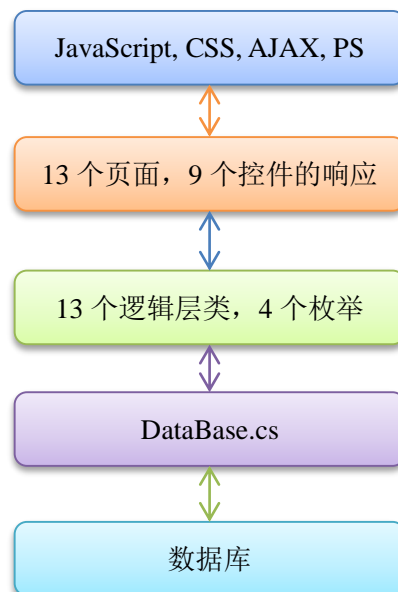 JavaScript, CSS, AJAX, PS
13 个页面，9 个控件的响应
13 个逻辑层类，4 个枚举
DataBase.cs
数据库